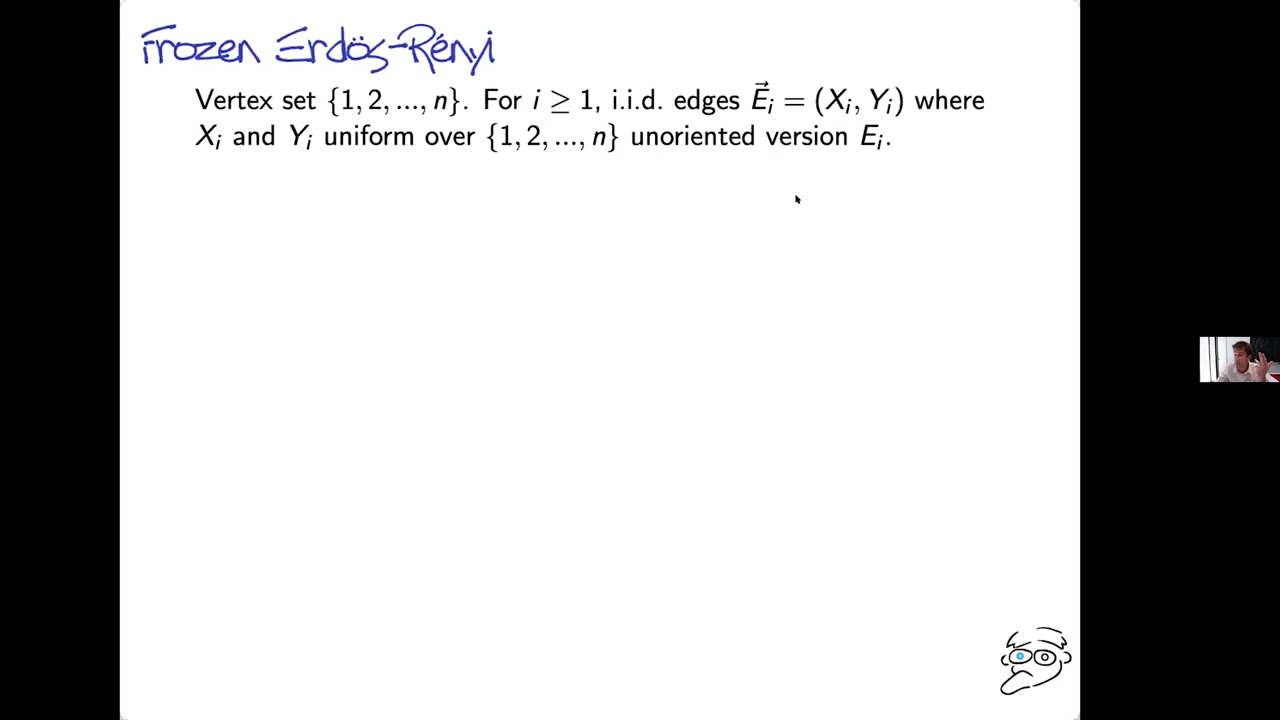 Frozen Erdös-Rényi
Vertex set {1, 2, ..., n}. For i ≥ 1, i.i.d. edges E⃗ᵢ = (Xᵢ, Yᵢ) where
Xᵢ and Yᵢ uniform over {1, 2, ..., n} unoriented version Eᵢ.